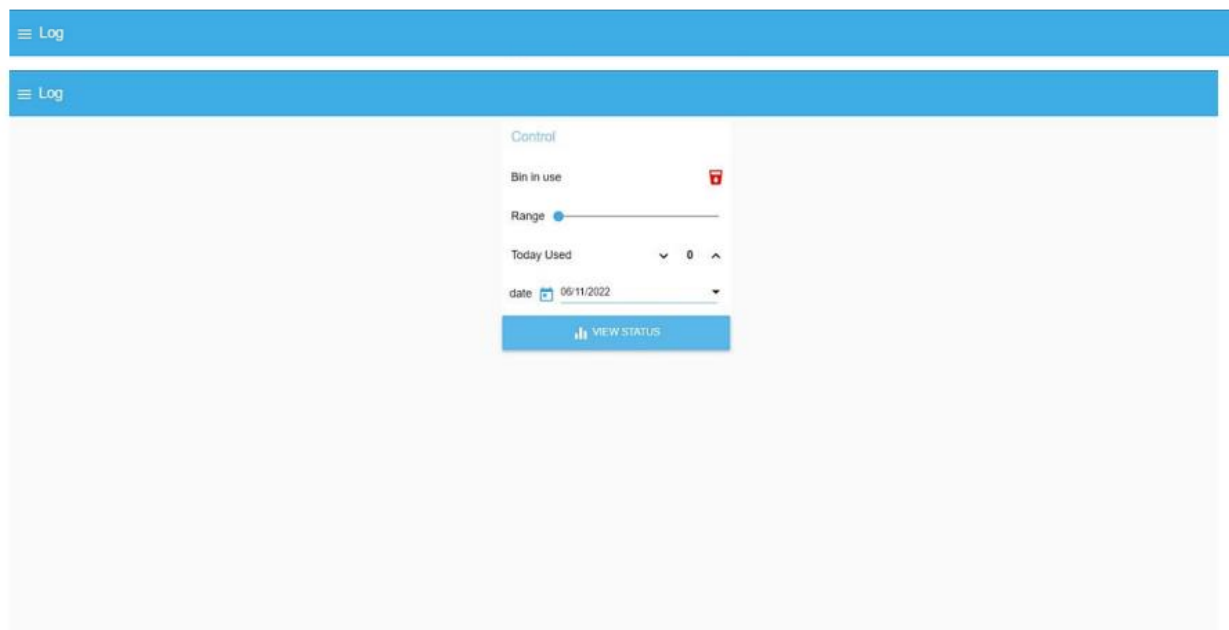 Log
Log
Control
Bin in use
Range
Today Used 0
date 06/11/2022
VIEW STATUS